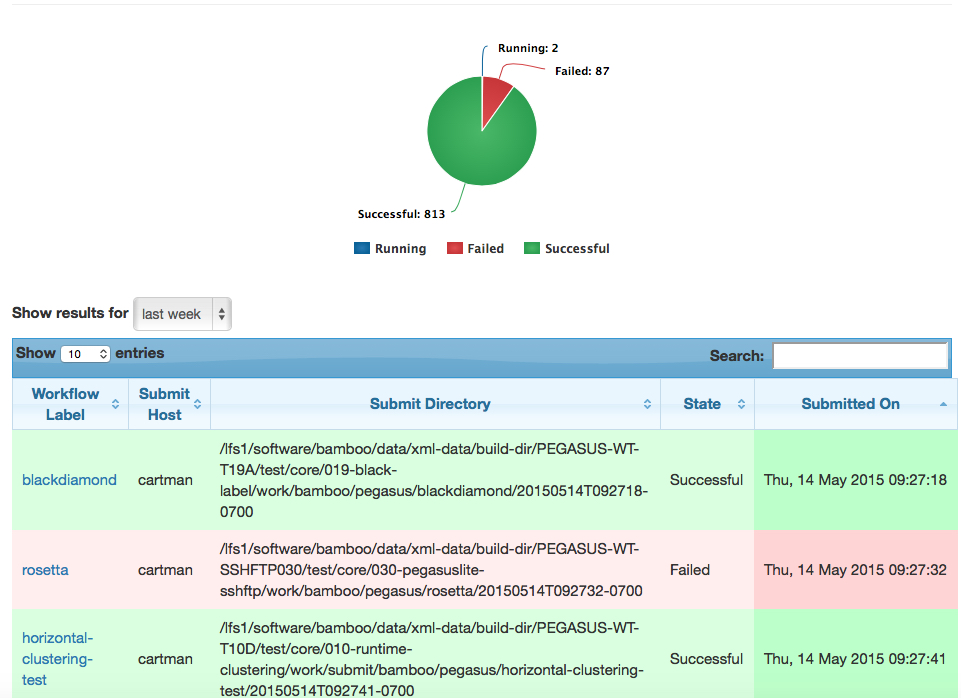 Running: 2
Failed: 87
Successful: 813
Running Failed Successful
Show results for last week
Show 10 entries Search:
Workflow Label Submit Host Submit Directory State Submitted On
/lfs1/software/bamboo/data/xml-data/build-dir/PEGASUS-WT-
T19A/test/core/019-black-
blackdiamond cartman label/work/bamboo/pegasus/blackdiamond/20150514T092718- Successful Thu, 14 May 2015 09:27:18
0700
/lfs1/software/bamboo/data/xml-data/build-dir/PEGASUS-WT-
rosetta cartman SSHFTP030/test/core/030-pegasuslite- Failed Thu, 14 May 2015 09:27:32
sshftp/work/bamboo/pegasus/rosetta/20150514T092732-0700
/lfs1/software/bamboo/data/xml-data/build-dir/PEGASUS-WT-
horizontal- T10D/test/core/010-runtime-
clustering- cartman clustering/work/submit/bamboo/pegasus/horizontal-clustering- Successful Thu, 14 May 2015 09:27:41
test test/20150514T092741-0700